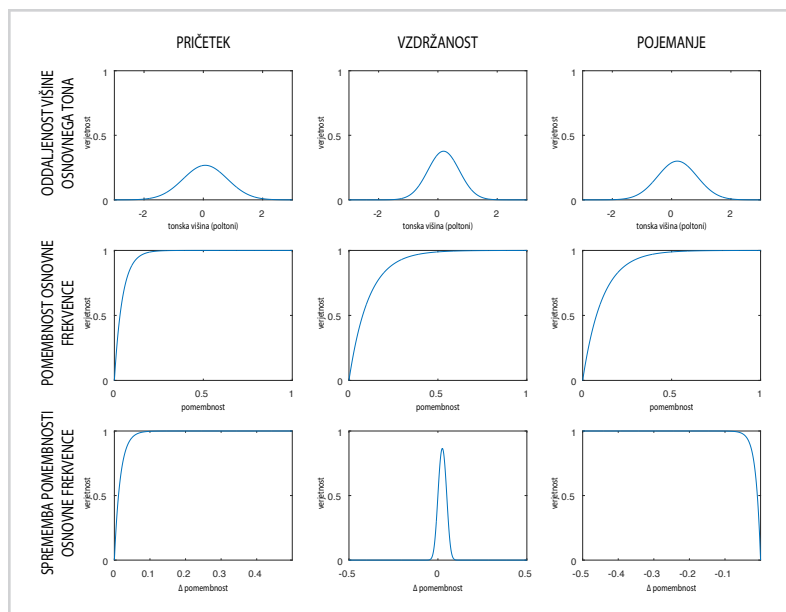 PRIČETEK
VZDRŽANOST
POJEMANJE
ODDALJENOST VIŠINE
OSNOVNEGA TONA
verjetnost
1
0.5
0
-2
0
2
tonska višina (poltoni)
verjetnost
1
0.5
0
-2
0
2
tonska višina (poltoni)
verjetnost
1
0.5
0
-2
0
2
tonska višina (poltoni)
POMEMBNOST OSNOVNE
FREKVENCE
verjetnost
1
0.5
0
0.5
1
pomembnost
verjetnost
1
0.5
0
0
0.5
1
pomembnost
verjetnost
1
0.5
0
0
0.5
1
pomembnost
SPREMEMBA POMEMBNOSTI
OSNOVNE FREKVENCE
verjetnost
1
0.5
0
0
0.1
0.2
0.3
0.4
Δ pomembnost
verjetnost
1
0.5
0
-0.5
0
0.5
Δ pomembnost
verjetnost
1
0.5
0
-0.5
-0.4
-0.3
-0.2
-0.1
Δ pomembnost